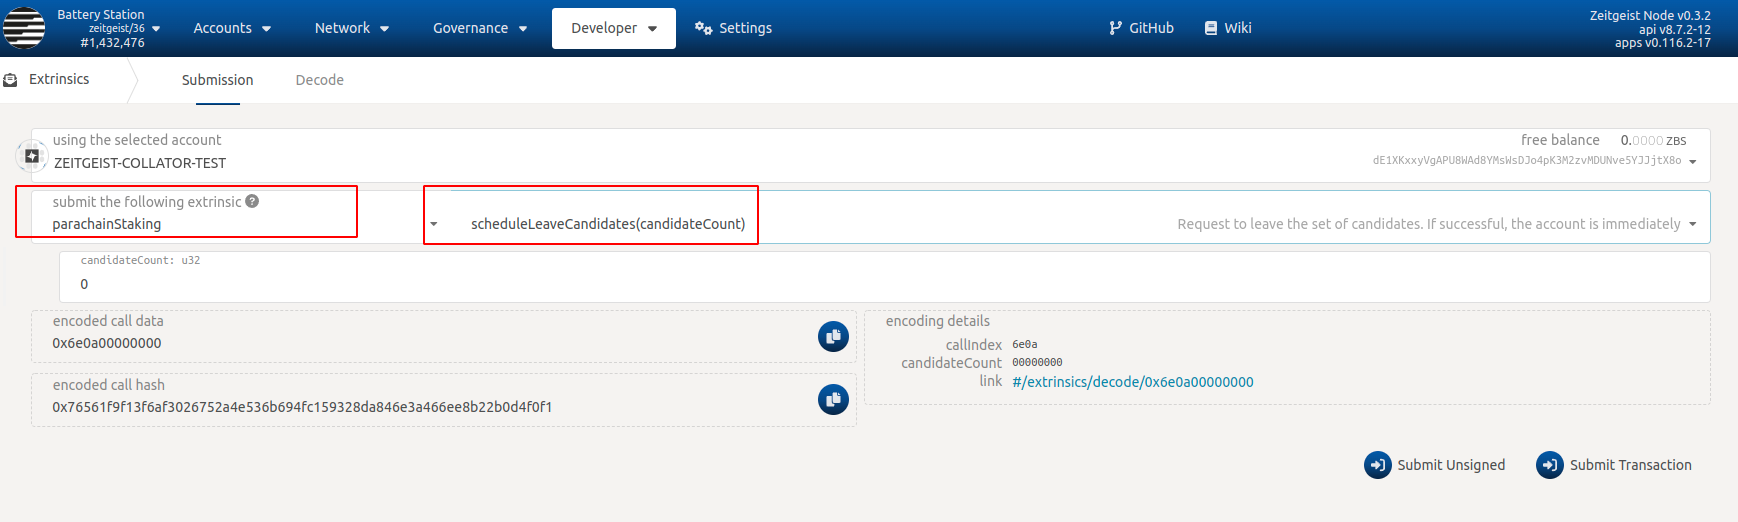 Battery Station
zeitgeist/36
#1,432,476
Accounts
Network
Governance
Developer
Settings
GitHub
Wiki
Zeitgeist Node v0.3.2
api v8.7.2-12
apps v0.116.2-17
Extrinsics
Submission
Decode
using the selected account
free balance 0.0000 ZBS
ZEITGEIST-COLLATOR-TEST
dE1XKxxyVgAPU8WAd8YMsWsDJo4pK3M2zvMDUNve5YJJjtX8o
submit the following extrinsic
parachainStaking
scheduleLeaveCandidates(candidateCount)
Request to leave the set of candidates. If successful, the account is immediately
candidateCount: u32
0
encoded call data
0x6e0a00000000
encoding details
callIndex 6e0a
candidateCount 00000000
link #/extrinsics/decode/0x6e0a00000000
encoded call hash
0x76561f9f13f6af3026752a4e536b694fc159328da846e3a466ee8b22b0d4f0f1
Submit Unsigned
Submit Transaction